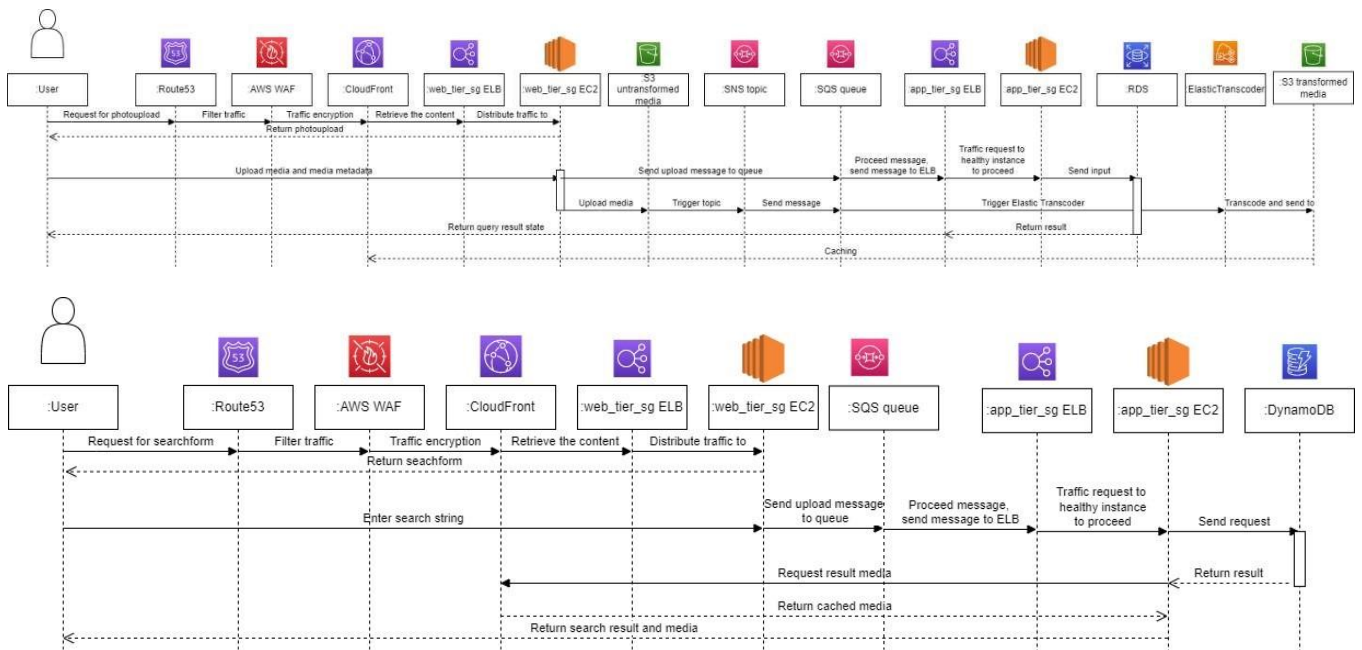 :User
:Route53
:AWS WAF
:CloudFront
:web_tier_sg ELB
:web_tier_sg EC2
:S3
untransformed
media
:SNS topic
:SQS queue
:app_tier_sg ELB
:app_tier_sg EC2
:RDS
:ElasticTranscoder
:S3 transformed
media
Request for photoupload
Filter traffic
Traffic encryption
Retrieve the content
Distribute traffic to
Return photoupload
Upload media and media metadata
Send upload message to queue
Proceed message,
send message to ELB
Traffic request to
healthy instance
to proceed
Send input
Upload media
Trigger topic
Send message
Trigger Elastic Transcoder
Transcode and send to
Return query result state
Return result
Caching
53
:User
:Route53
:AWS WAF
:CloudFront
:web_tier_sg ELB
:web_tier_sg EC2
:SQS queue
:app_tier_sg ELB
:app_tier_sg EC2
:DynamoDB
Request for searchform
Filter traffic
Traffic encryption
Retrieve the content
Distribute traffic to
Return seachform
Enter search string
Send upload message
to queue
Proceed message,
send message to ELB
Traffic request to
healthy instance
to proceed
Send request
Request result media
Return result
Return cached media
Return search result and media